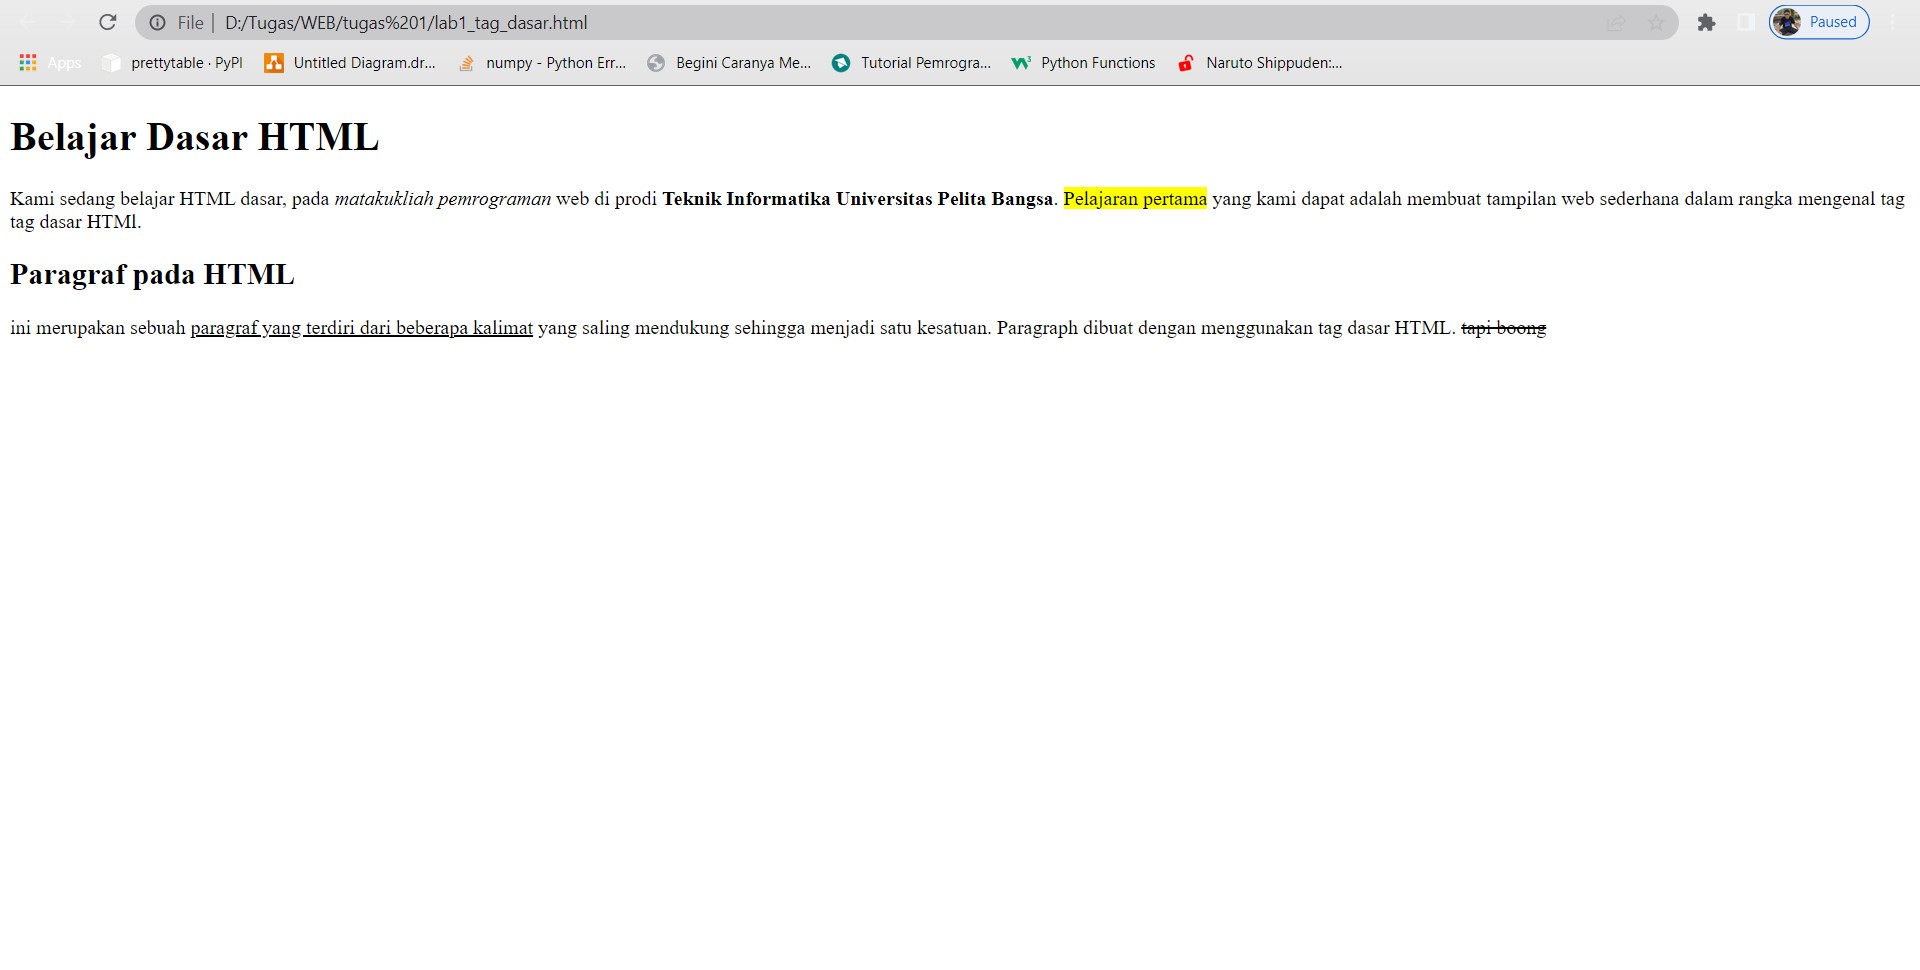 File | D:/Tugas/WEB/tugas%201/lab1_tag_dasar.html Paused
Apps prettytable · PyPI Untitled Diagram.dr... numpy - Python Err... Begini Caranya Me... Tutorial Pemrogra... Python Functions Naruto Shippuden:...
Belajar Dasar HTML
Kami sedang belajar HTML dasar, pada matakukliah pemrograman web di prodi Teknik Informatika Universitas Pelita Bangsa. Pelajaran pertama yang kami dapat adalah membuat tampilan web sederhana dalam rangka mengenal tag
tag dasar HTMl.
Paragraf pada HTML
ini merupakan sebuah paragraf yang terdiri dari beberapa kalimat yang saling mendukung sehingga menjadi satu kesatuan. Paragraph dibuat dengan menggunakan tag dasar HTML. tapi boong